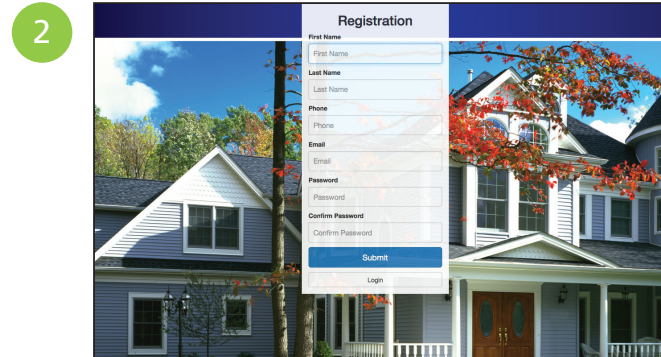 2
Registration
First Name
First Name
Last Name
Last Name
Phone
Phone
Email
Email
Password
Password
Confirm Password
Confirm Password
Submit
Login